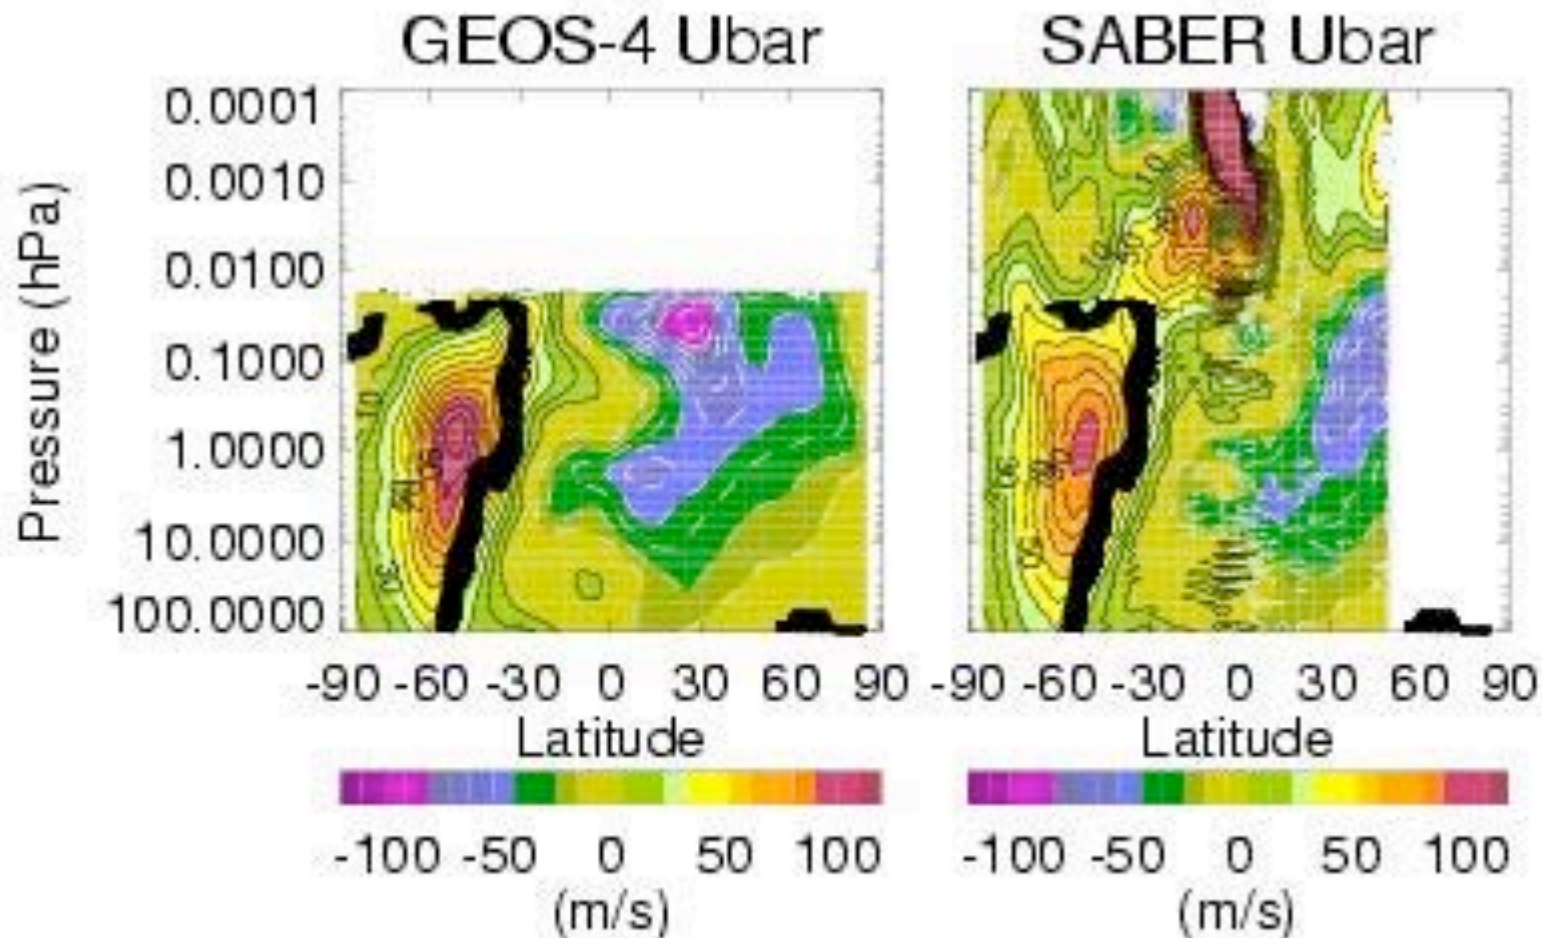 GEOS-4 Ubar
SABER Ubar
Pressure (hPa)
0.0001
0.0010
0.0100
0.1000
1.0000
10.0000
100.0000
-90 -60 -30 0 30 60 90
-90 -60 -30 0 30 60 90
Latitude
Latitude
-100 -50 0 50 100
-100 -50 0 50 100
(m/s)
(m/s)